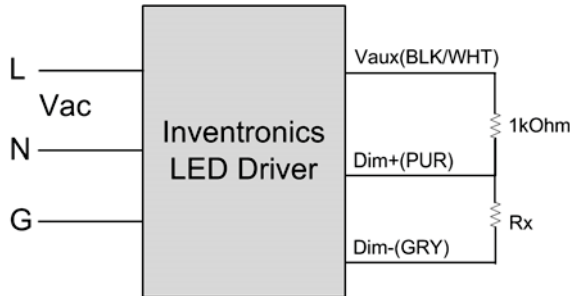 L
Vac
N
G
Inventronics
LED Driver
Vaux(BLK/WHT)
1kOhm
Dim+(PUR)
Rx
Dim-(GRY)